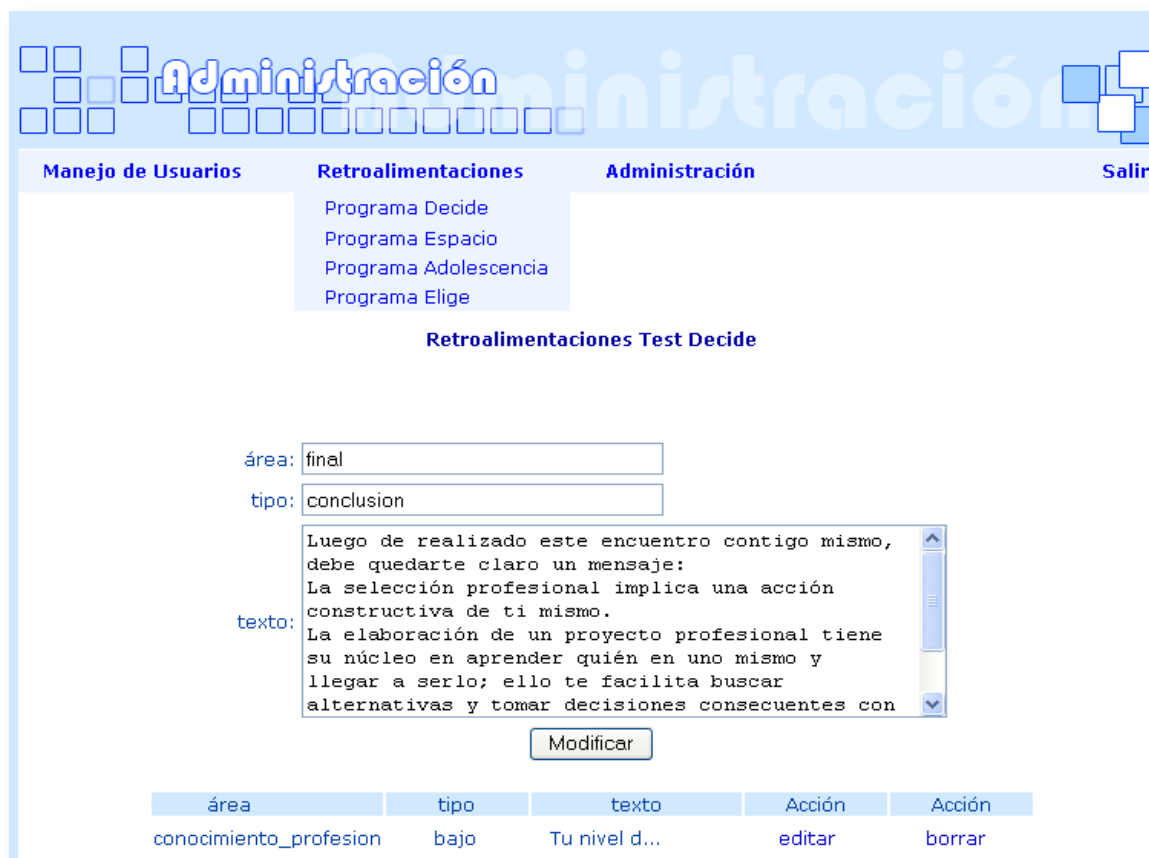 Administración
Administración
Manejo de Usuarios Retroalimentaciones Administración Salir
Programa Decide
Programa Espacio
Programa Adolescencia
Programa Elige
Retroalimentaciones Test Decide
área: final
tipo: conclusion
texto:
Luego de realizado este encuentro contigo mismo,
debe quedarte claro un mensaje:
La selección profesional implica una acción
constructiva de ti mismo.
La elaboración de un proyecto profesional tiene
su núcleo en aprender quién en uno mismo y
llegar a serlo; ello te facilita buscar
alternativas y tomar decisiones consecuentes con
Modificar
área tipo texto Acción Acción
conocimiento_profesion bajo Tu nivel d... editar borrar